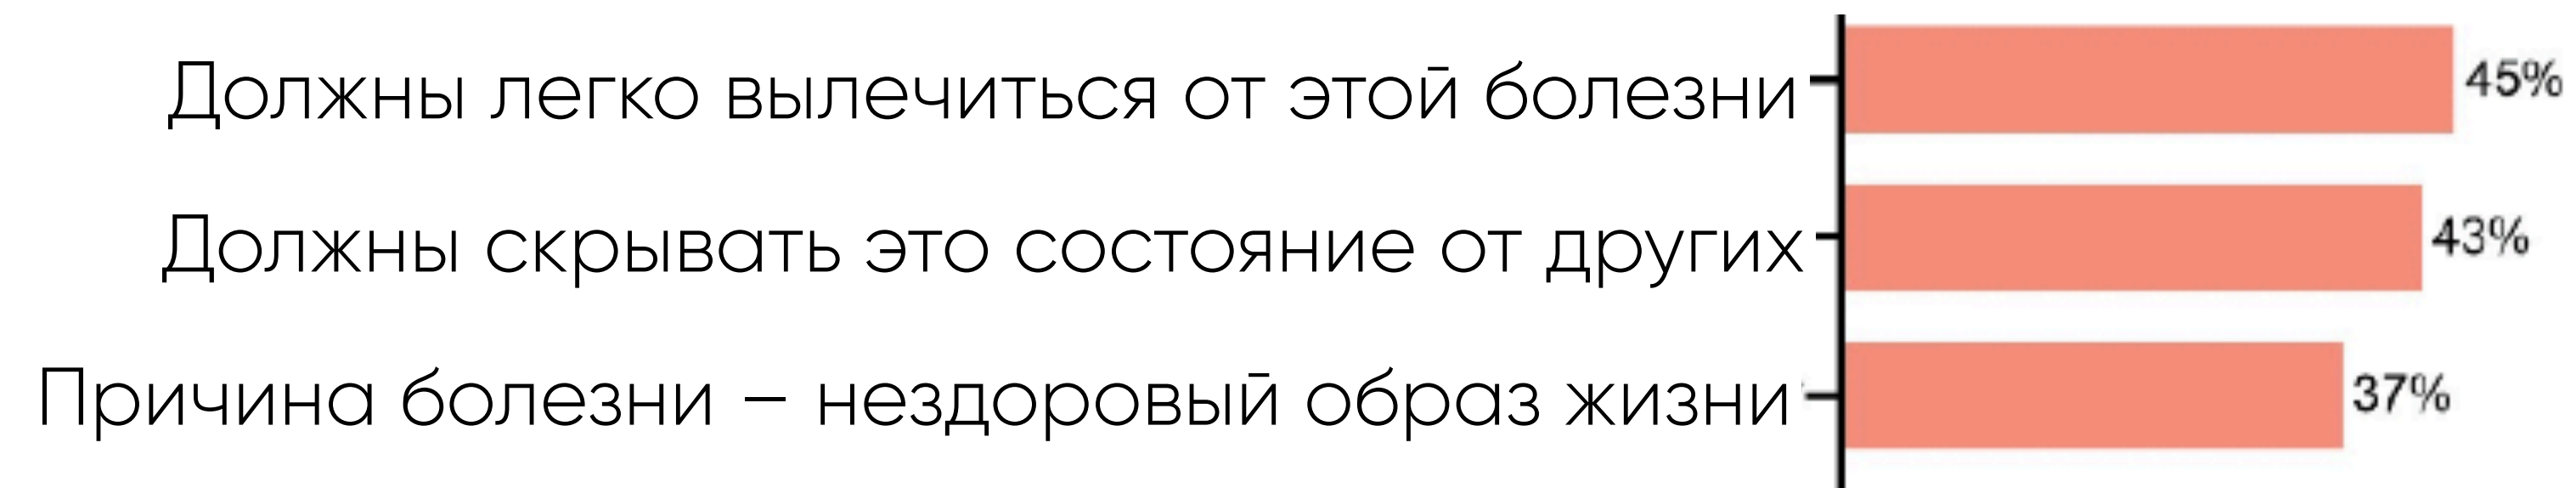 Должны легко вылечиться от этой болезни 45%
Должны скрывать это состояние от других 43%
Причина болезни – нездоровый образ жизни 37%